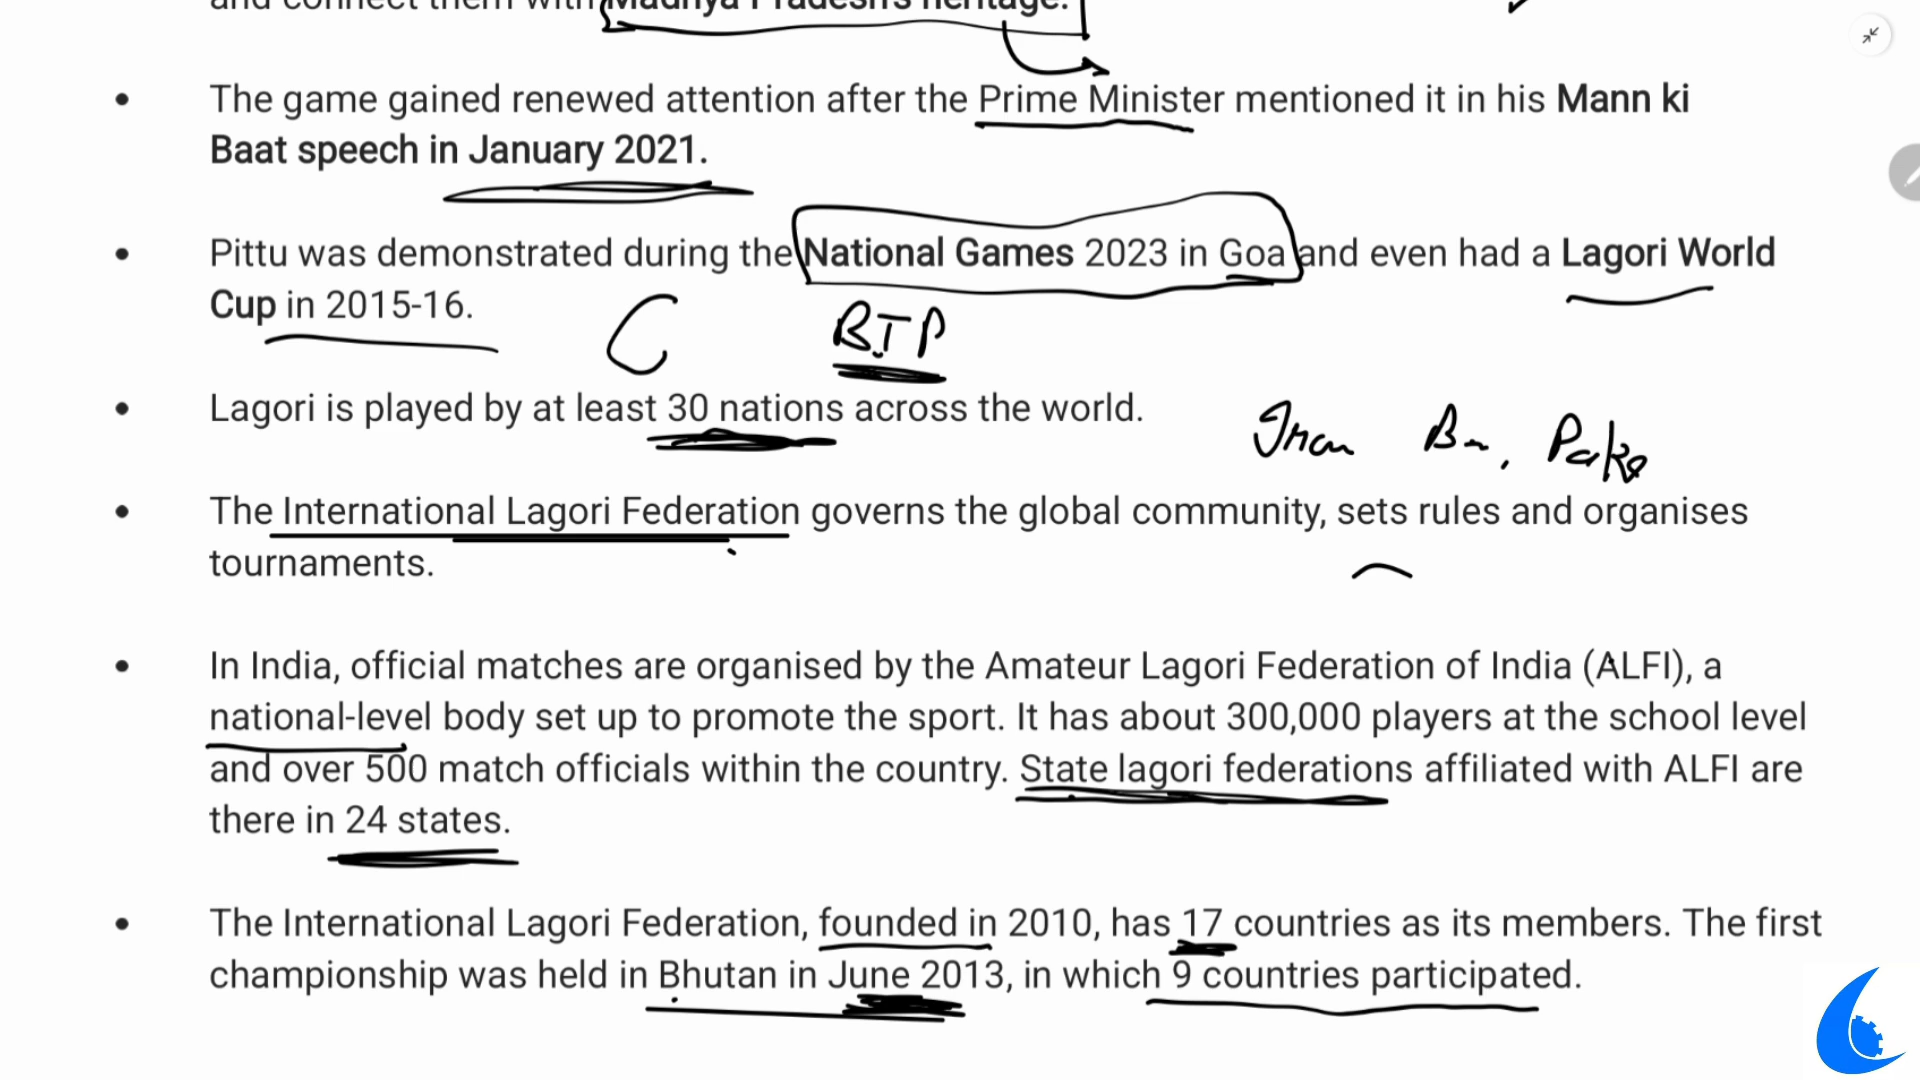 and connect them with Madhya Pradesh's heritage.
• The game gained renewed attention after the Prime Minister mentioned it in his Mann ki
Baat speech in January 2021.
• Pittu was demonstrated during the National Games 2023 in Goa and even had a Lagori World
Cup in 2015-16.
• Lagori is played by at least 30 nations across the world.
• The International Lagori Federation governs the global community, sets rules and organises
tournaments.
• In India, official matches are organised by the Amateur Lagori Federation of India (ALFI), a
national-level body set up to promote the sport. It has about 300,000 players at the school level
and over 500 match officials within the country. State lagori federations affiliated with ALFI are
there in 24 states.
• The International Lagori Federation, founded in 2010, has 17 countries as its members. The first
championship was held in Bhutan in June 2013, in which 9 countries participated.